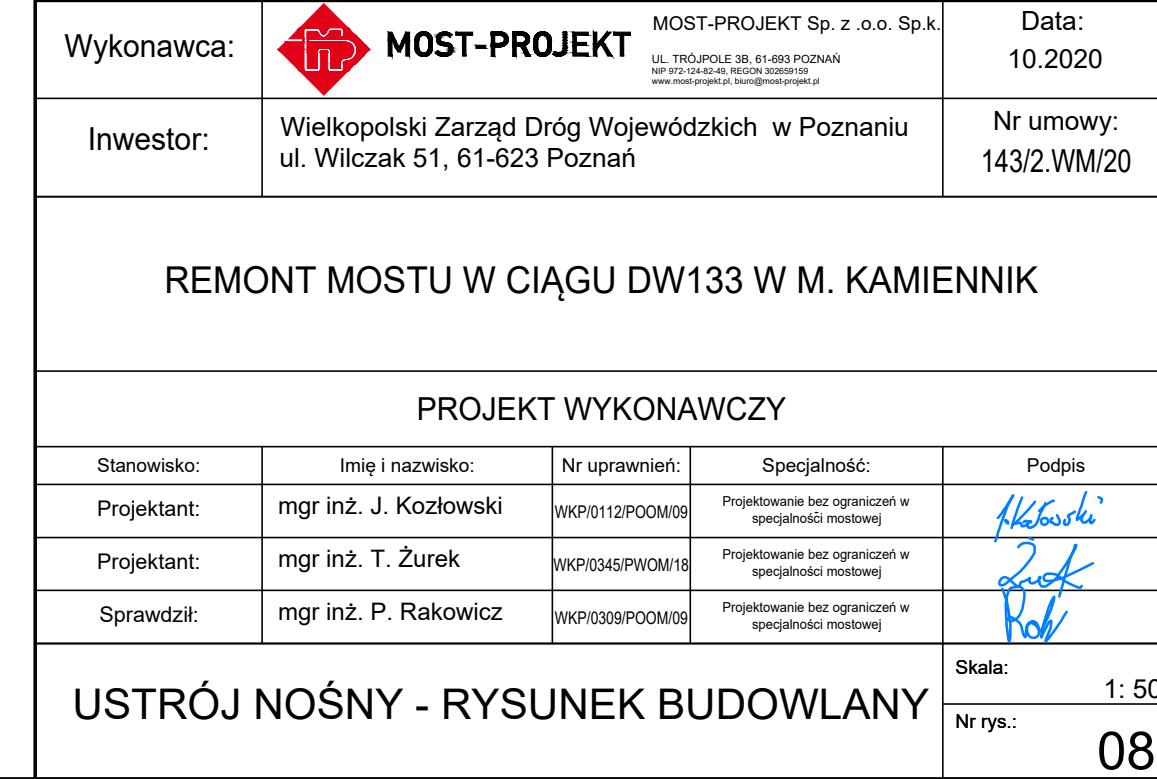 Wykonawca:
MOST-PROJEKT
MOST-PROJEKT Sp. z .o.o. Sp.k.
UL. TRÓJPOLE 3B, 61-693 POZNAŃ
NIP 972-124-82-49, REGON 302659159
www.most-projekt.pl, biuro@most-projekt.pl
Data:
10.2020
Inwestor:
Wielkopolski Zarząd Dróg Wojewódzkich w Poznaniu
ul. Wilczak 51, 61-623 Poznań
Nr umowy:
143/2.WM/20
REMONT MOSTU W CIĄGU DW133 W M. KAMIENNIK
PROJEKT WYKONAWCZY
Stanowisko:
Imię i nazwisko:
Nr uprawnień:
Specjalność:
Podpis
Projektant:
mgr inż. J. Kozłowski
WKP/0112/POOM/09
Projektowanie bez ograniczeń w
specjalności mostowej
Projektant:
mgr inż. T. Żurek
WKP/0345/PWOM/18
Projektowanie bez ograniczeń w
specjalności mostowej
Sprawdził:
mgr inż. P. Rakowicz
WKP/0309/POOM/09
Projektowanie bez ograniczeń w
specjalności mostowej
USTRÓJ NOŚNY - RYSUNEK BUDOWLANY
Skala:
1: 50
Nr rys.:
08